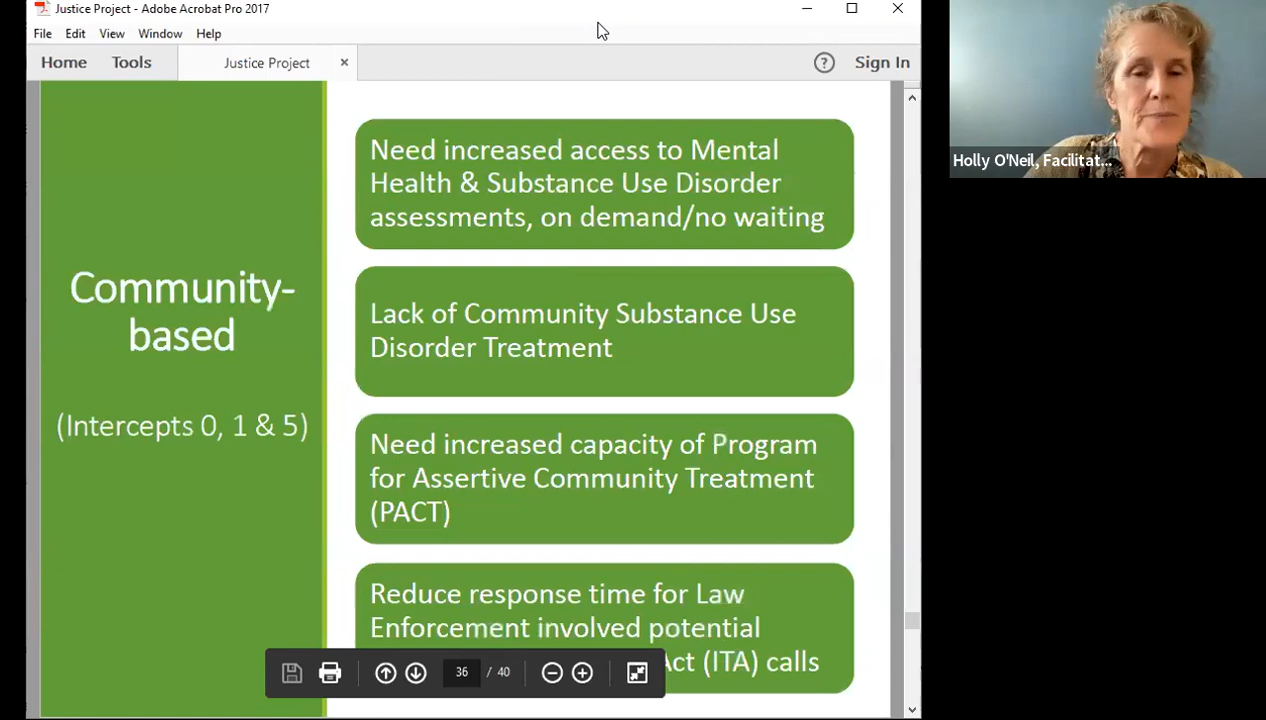 Justice Project - Adobe Acrobat Pro 2017
File Edit View Window Help
Home Tools Justice Project Sign In
Community-
based
(Intercepts 0, 1 & 5)
Need increased access to Mental
Health & Substance Use Disorder
assessments, on demand/no waiting
Lack of Community Substance Use
Disorder Treatment
Need increased capacity of Program
for Assertive Community Treatment
(PACT)
Reduce response time for Law
Enforcement involved potential
Act (ITA) calls
36 / 40
Holly O'Neil, Facilitat...